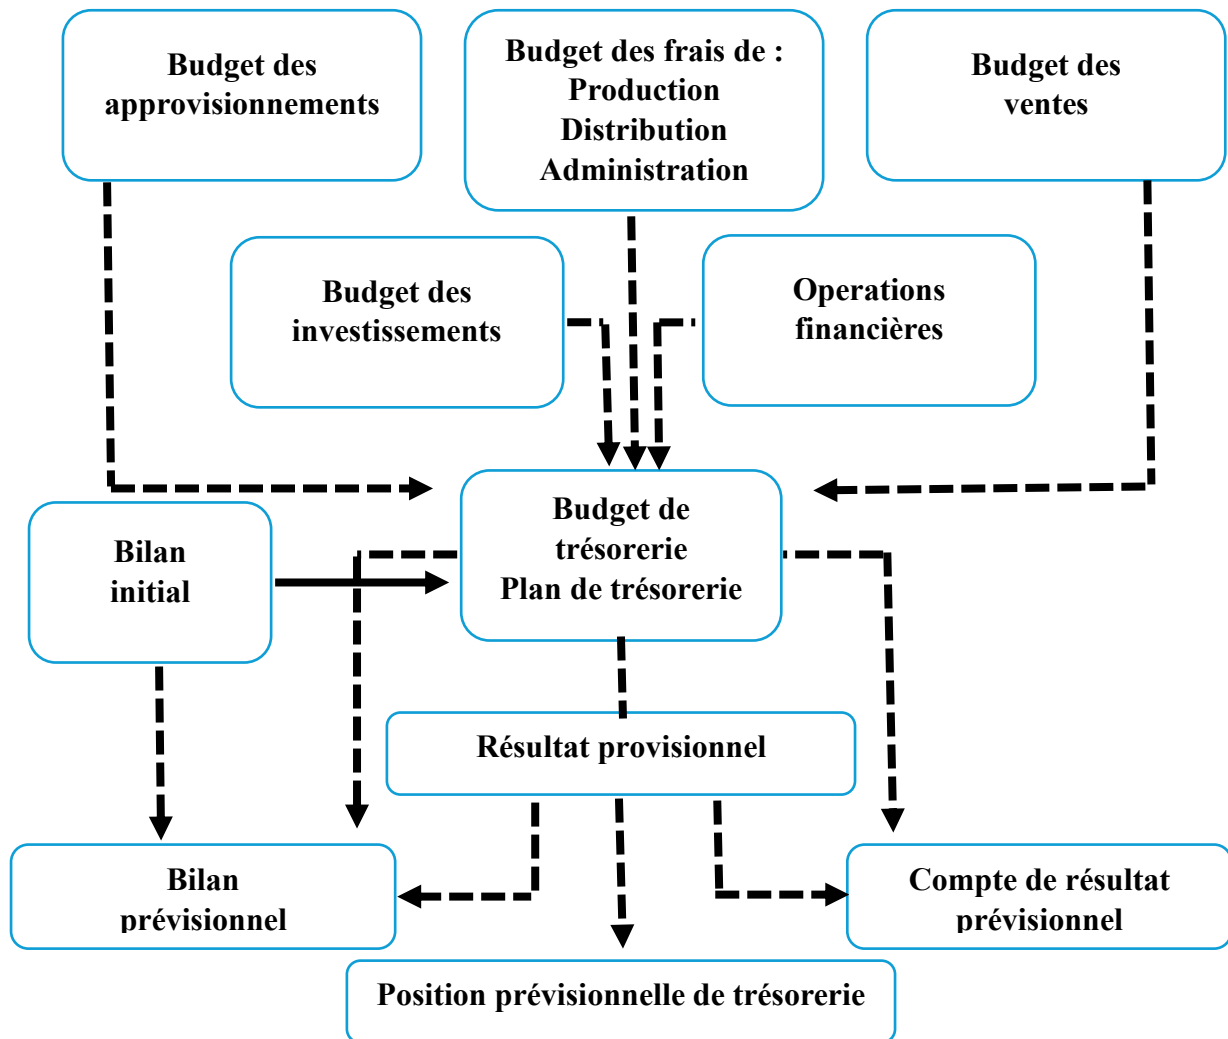 Budget des
approvisionnements
Budget des frais de :
Production
Distribution
Administration
Budget des
ventes
Budget des
investissements
Operations
financières
Bilan
initial
Budget de
trésorerie
Plan de trésorerie
Résultat provisionnel
Bilan
prévisionnel
Compte de résultat
prévisionnel
Position prévisionnelle de trésorerie